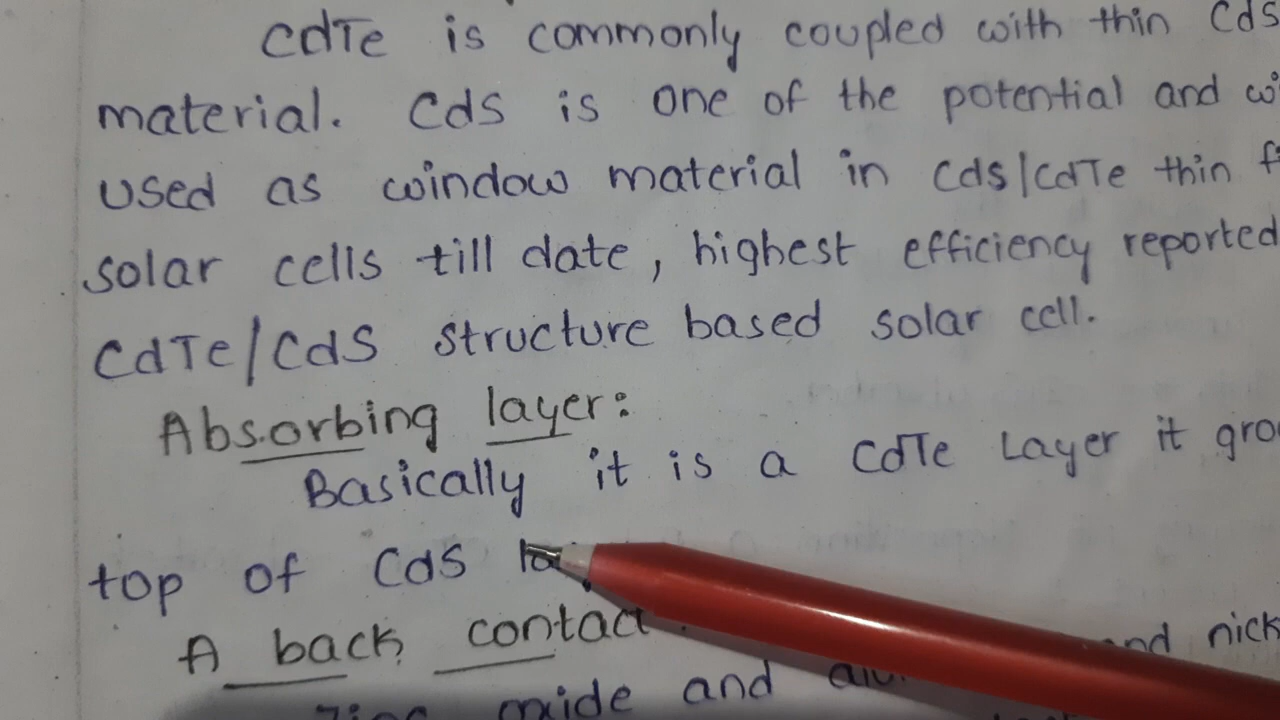 CdTe is commonly coupled with thin Cds
material. Cds is one of the potential and
used as window material in Cds/CdTe thin
solar cells till date, highest efficiency reported
CdTe/CdS structure based solar cell.
Absorbing layer:
Basically it is a CdTe Layer it
top of Cds
A back contact
oxide and